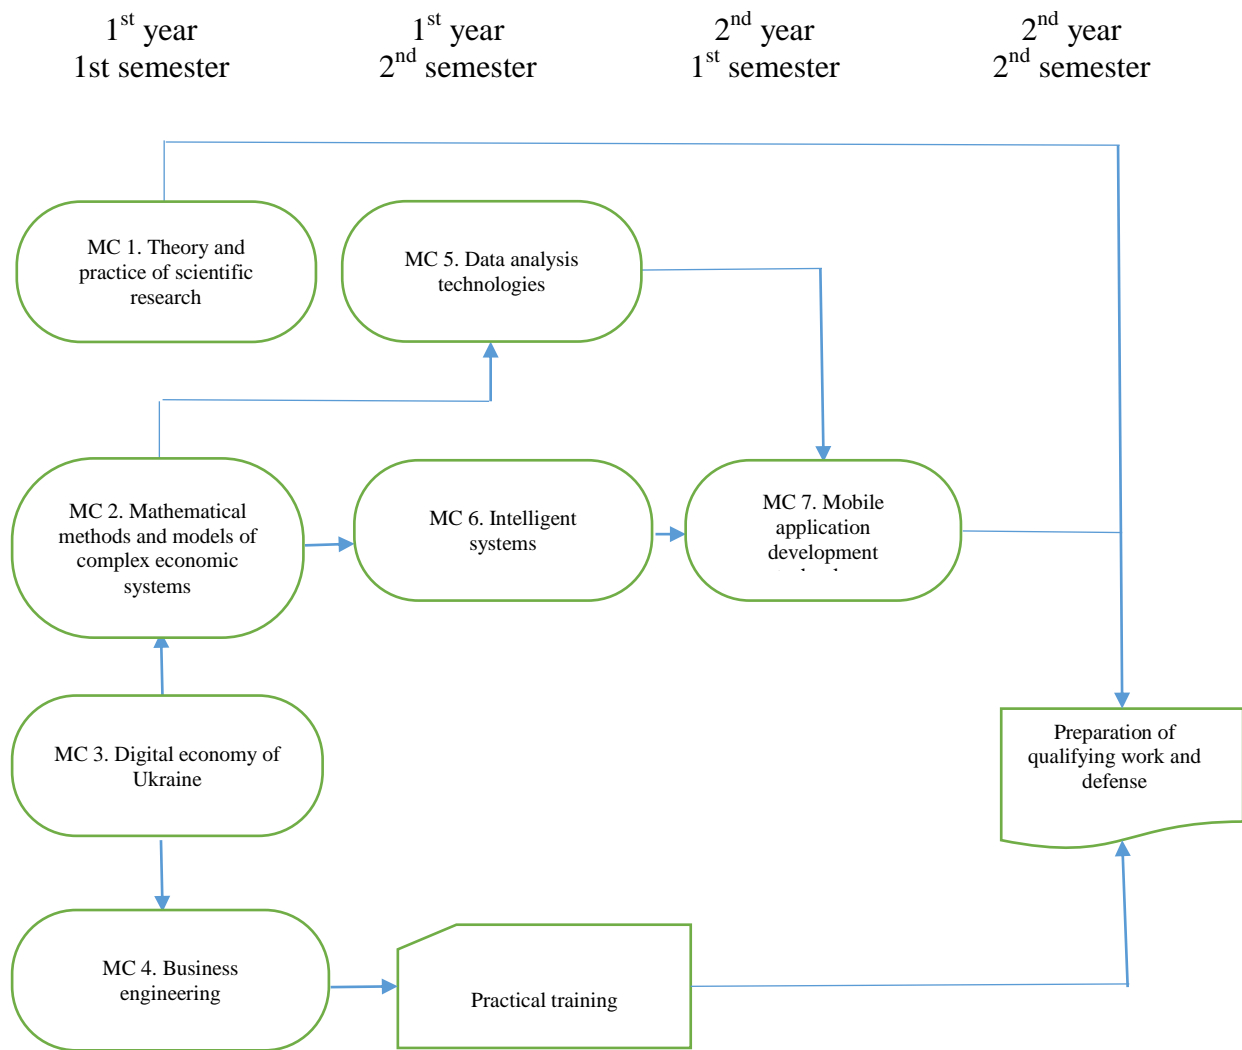 1st year
1st semester
1st year
2nd semester
2nd year
1st semester
2nd year
2nd semester
MC 1. Theory and
practice of scientific
research
MC 5. Data analysis
technologies
MC 2. Mathematical
methods and models of
complex economic
systems
MC 6. Intelligent
systems
MC 7. Mobile
application
development
MC 3. Digital economy of
Ukraine
Preparation of
qualifying work and
defense
MC 4. Business
engineering
Practical training